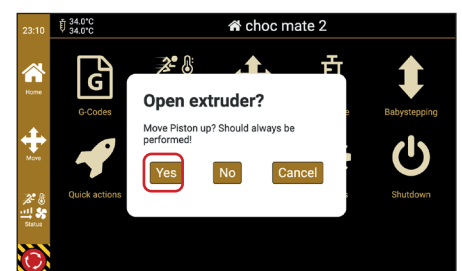 23:10
34.0°C
34.0°C
choc mate 2
Home
G
G-Codes
Babystepping
Open extruder?
Move Piston up? Should always be
performed!
Yes
No
Cancel
Move
Quick actions
Shutdown
Status